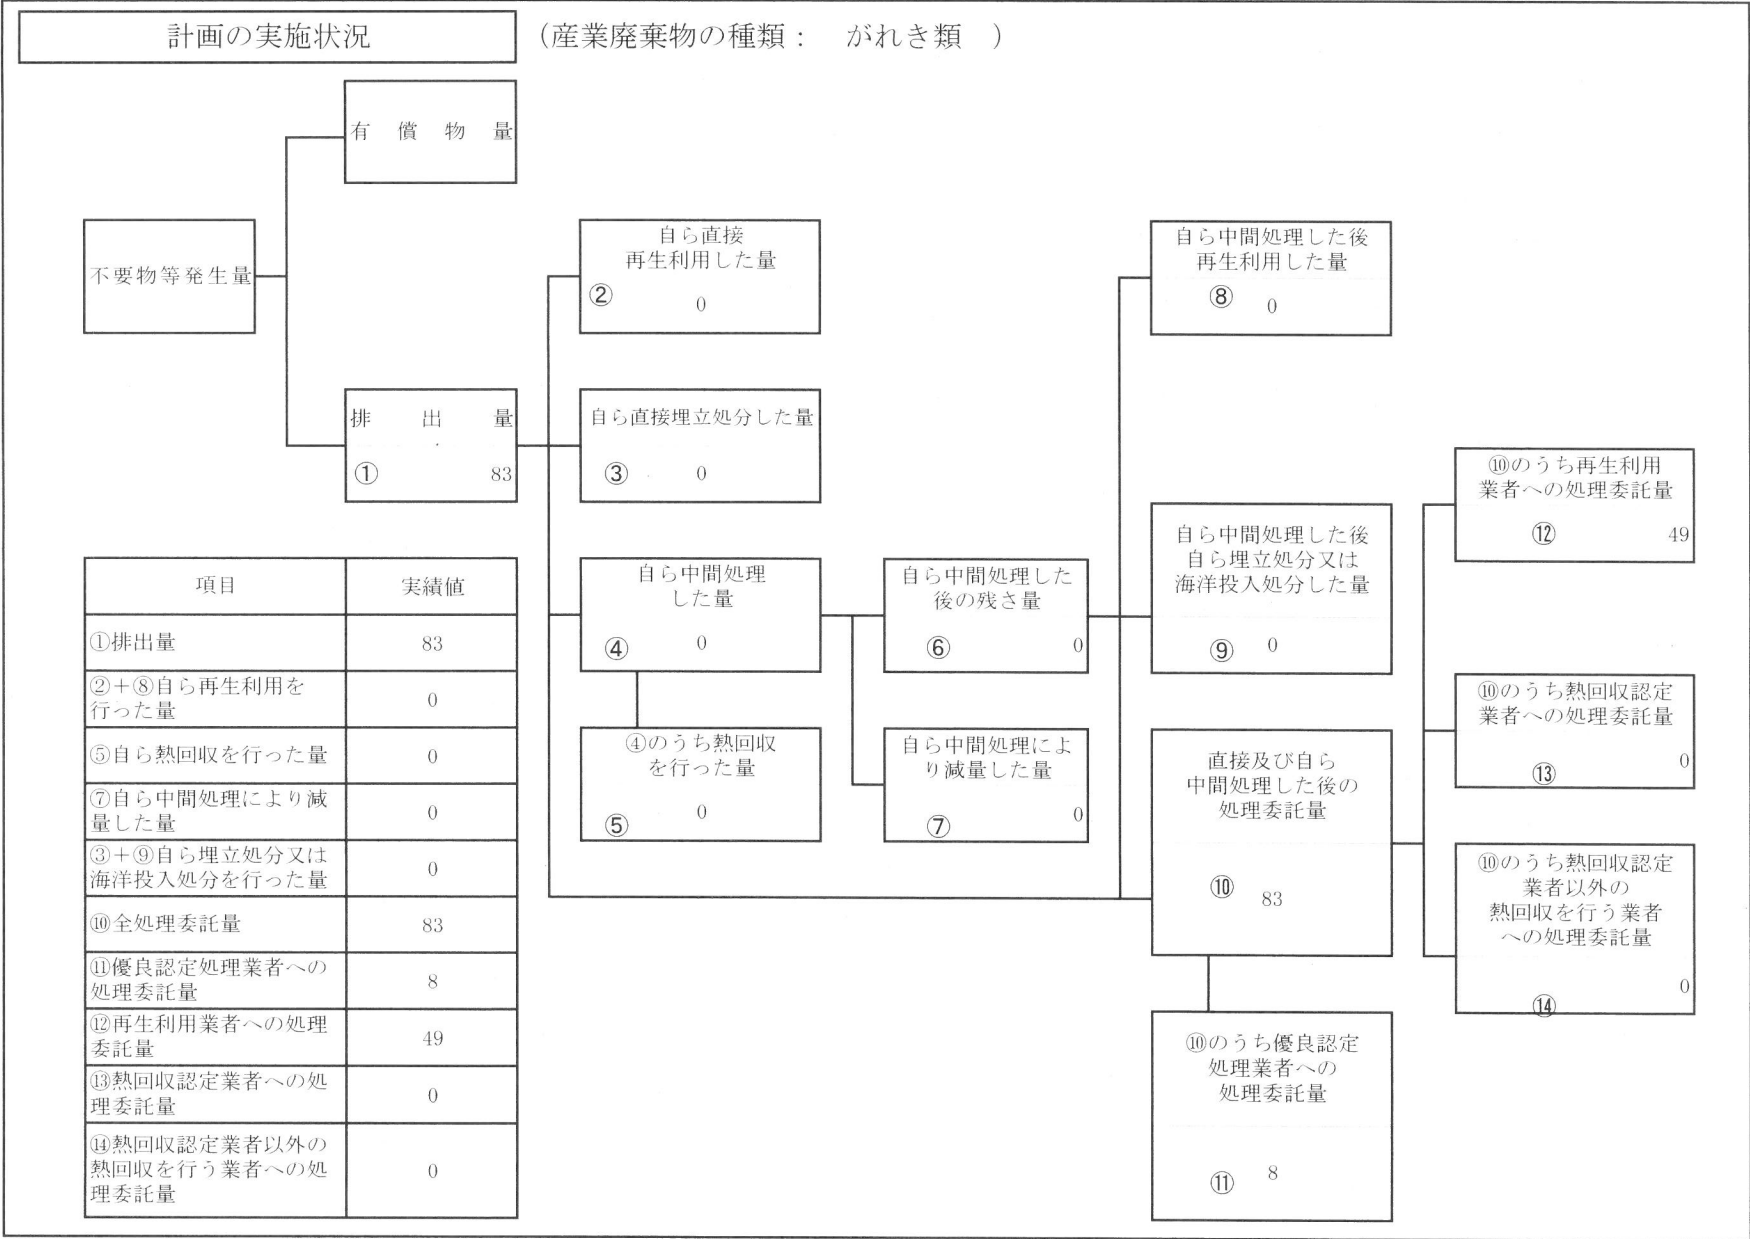 計画の実施状況
（産業廃棄物の種類： がれき類 ）
有 償 物 量
不要物等発生量
排 出 量
① 83
自ら直接
再生利用した量
② 0
自ら直接埋立処分した量
③ 0
自ら中間処理
した量
④ 0
④のうち熱回収
を行った量
⑤ 0
自ら中間処理した
後の残さ量
⑥ 0
自ら中間処理によ
り減量した量
⑦ 0
自ら中間処理した後
再生利用した量
⑧ 0
自ら中間処理した後
自ら埋立処分又は
海洋投入処分した量
⑨ 0
直接及び自ら
中間処理した後の
処理委託量
⑩ 83
⑩のうち優良認定
処理業者への
処理委託量
⑪ 8
⑩のうち再生利用
業者への処理委託量
⑫ 49
⑩のうち熱回収認定
業者への処理委託量
⑬ 0
⑩のうち熱回収認定
業者以外の
熱回収を行う業者
への処理委託量
⑭ 0
項目 実績値
①排出量 83
②＋⑧自ら再生利用を
行った量 0
⑤自ら熱回収を行った量 0
⑦自ら中間処理により減
量した量 0
③＋⑨自ら埋立処分又は
海洋投入処分を行った量 0
⑩全処理委託量 83
⑪優良認定処理業者への
処理委託量 8
⑫再生利用業者への処理
委託量 49
⑬熱回収認定業者への処
理委託量 0
⑭熱回収認定業者以外の
熱回収を行う業者への処
理委託量 0